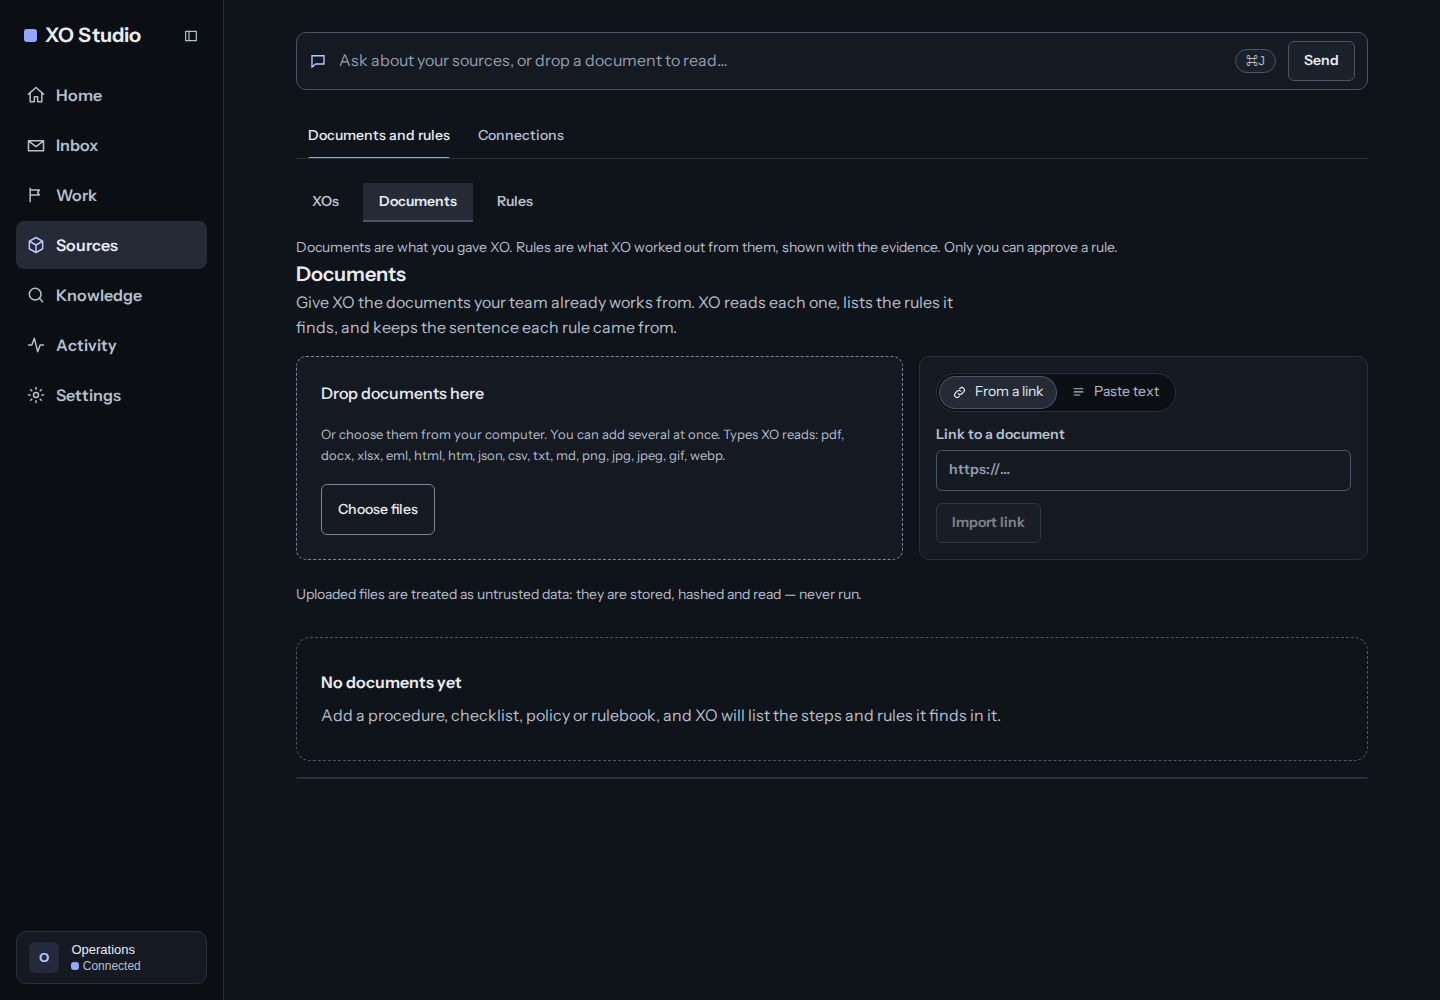 XO Studio
Home
Inbox
Work
Sources
Knowledge
Activity
Settings
O
Operations
Connected
Ask about your sources, or drop a document to read...
⌘J
Send
Documents and rules
Connections
XOs
Documents
Rules
Documents are what you gave XO. Rules are what XO worked out from them, shown with the evidence. Only you can approve a rule.
Documents
Give XO the documents your team already works from. XO reads each one, lists the rules it
finds, and keeps the sentence each rule came from.
Drop documents here
Or choose them from your computer. You can add several at once. Types XO reads: pdf,
docx, xlsx, eml, html, htm, json, csv, txt, md, png, jpg, jpeg, gif, webp.
Choose files
From a link
Paste text
Link to a document
https://...
Import link
Uploaded files are treated as untrusted data: they are stored, hashed and read — never run.
No documents yet
Add a procedure, checklist, policy or rulebook, and XO will list the steps and rules it finds in it.